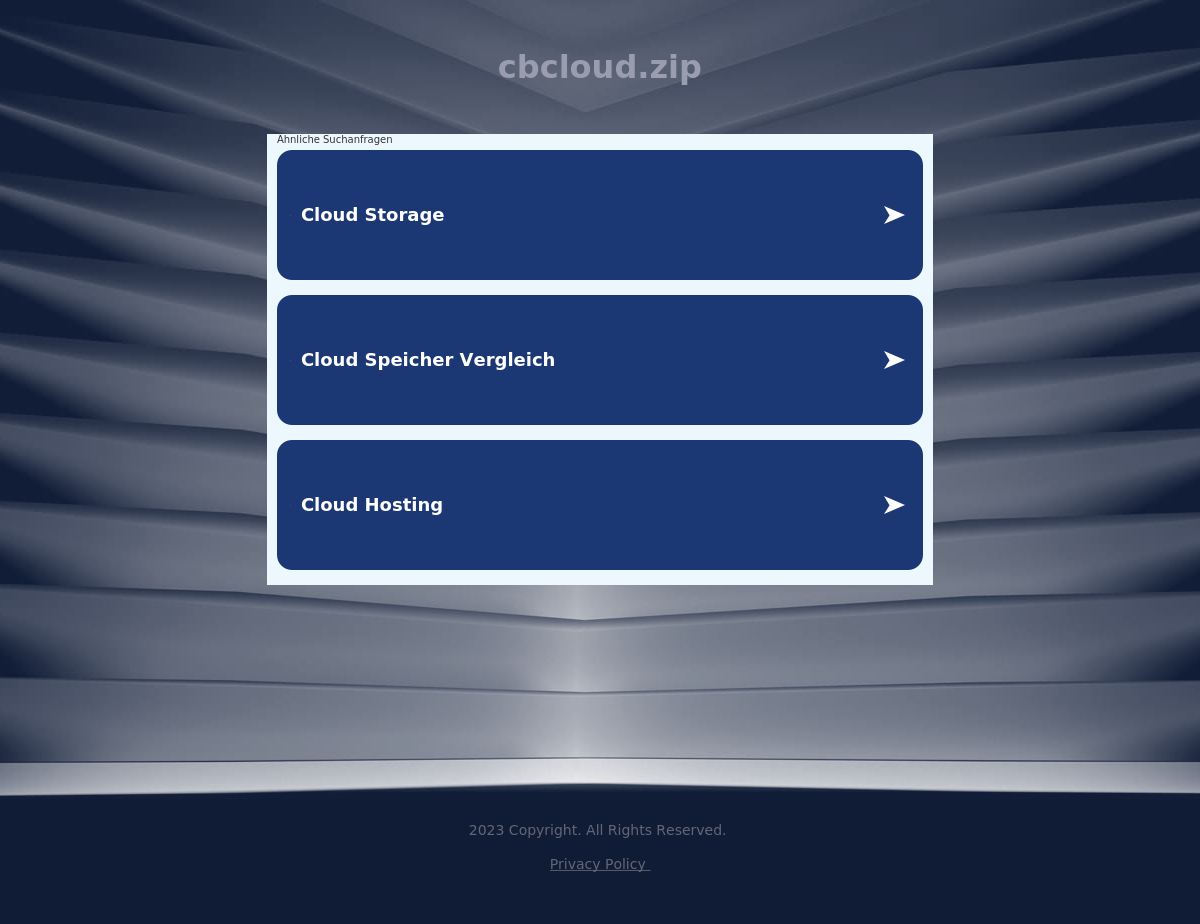 cbcloud.zip
Ähnliche Suchanfragen
Cloud Storage
Cloud Speicher Vergleich
Cloud Hosting
2023 Copyright. All Rights Reserved.
Privacy Policy